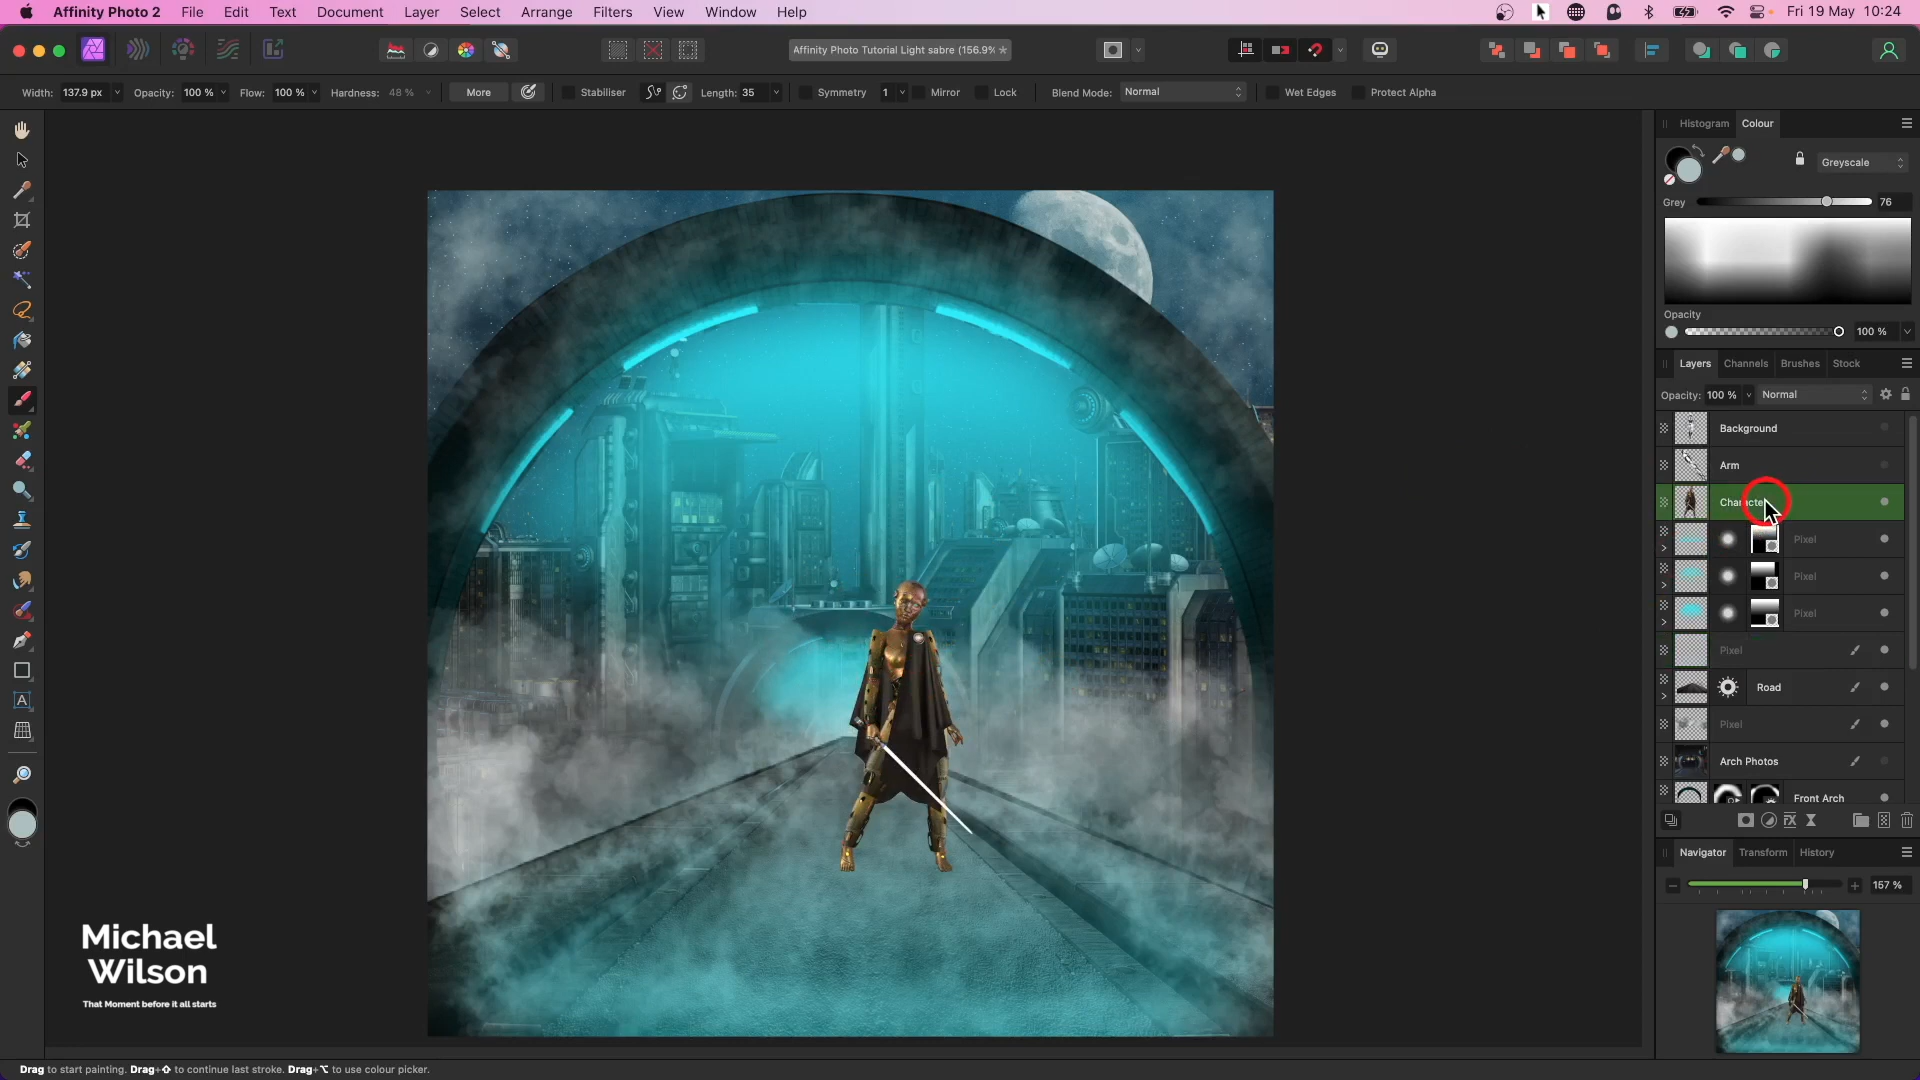 Affinity Photo 2 File Edit Text Document Layer Select Arrange Filters View Window Help Fri 19 May 10:24
Affinity Photo Tutorial Light sabre (156.9%
Width: 137.9 px Opacity: 100 % Flow: 100 % Hardness: 48 % More Stabiliser Length: 35 Symmetry 1 Mirror Lock Blend Mode: Normal Wet Edges Protect Alpha
Histogram Colour
Greyscale
Grey 76
Opacity
100 %
Layers Channels Brushes Stock
Opacity: 100 % Normal
Background
Arm
Character
Pixel
Pixel
Pixel
Pixel
Road
Pixel
Arch Photos
Front Arch
Navigator Transform History
157 %
Michael
Wilson
That Moment before it all starts
Drag to start painting. Drag+⇧ to continue last stroke. Drag+⌥ to use colour picker.